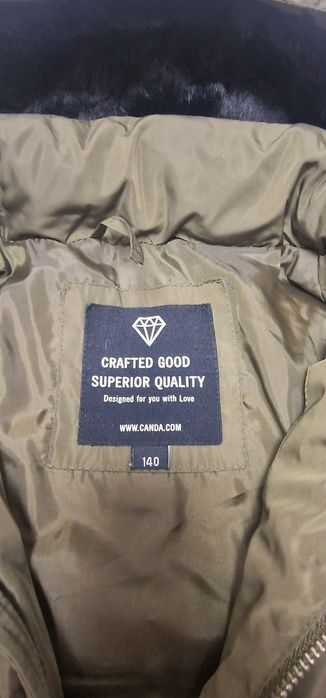 CRAFTED GOOD
SUPERIOR QUALITY
Designed for you with Love
WWW.CANDA.COM
140